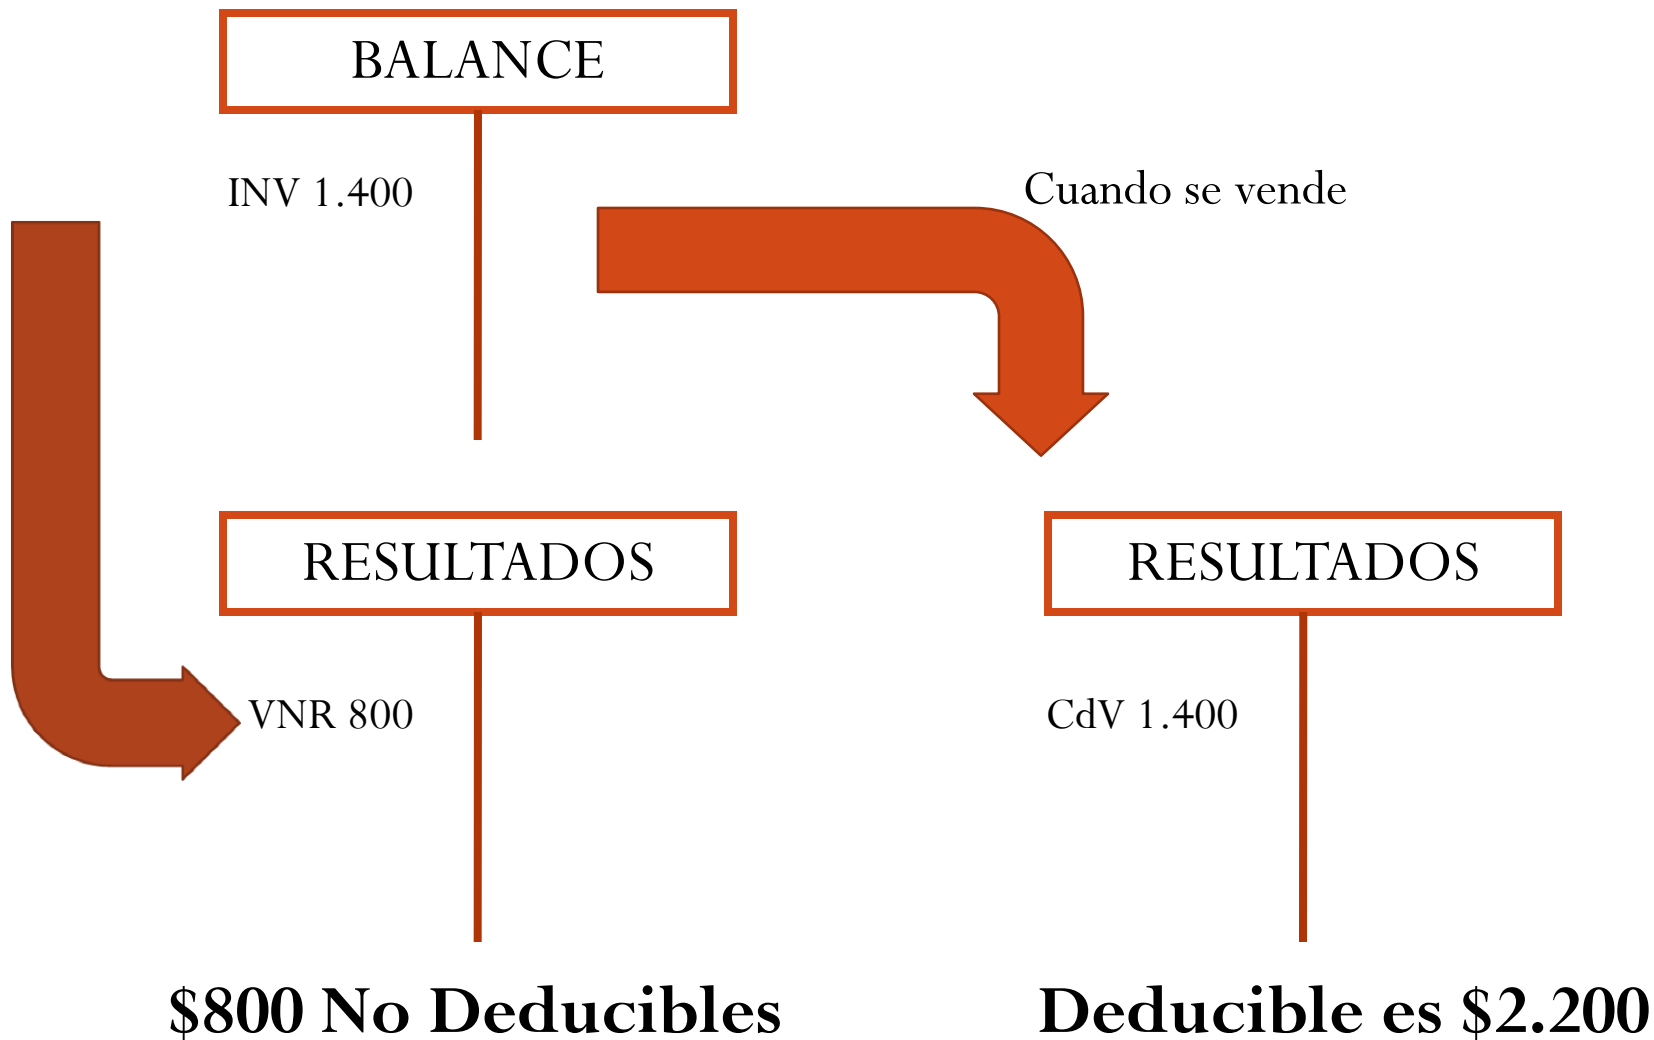 BALANCE
INV 1.400
Cuando se vende
RESULTADOS
RESULTADOS
VNR 800
CdV 1.400
$800 No Deducibles
Deducible es $2.200